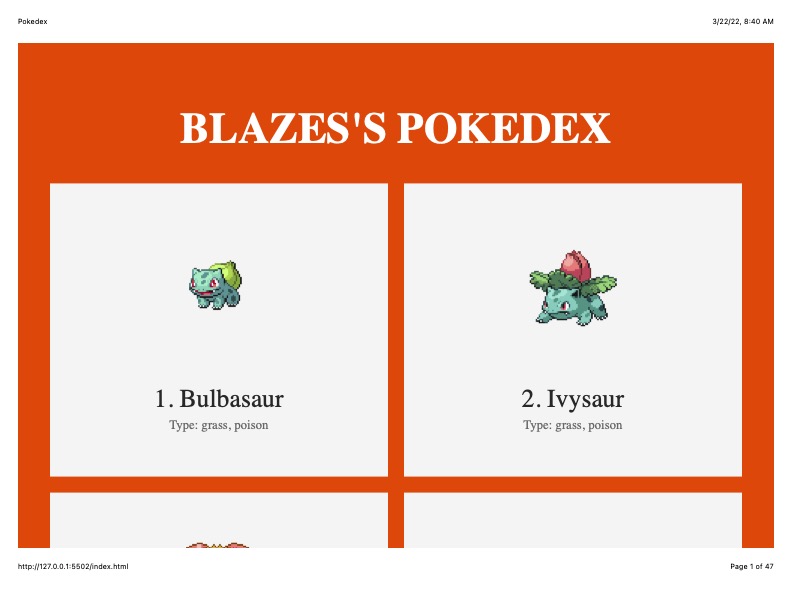 Pokedex 3/22/22, 8:40 AM
BLAZES'S POKEDEX
1. Bulbasaur
Type: grass, poison
2. Ivysaur
Type: grass, poison
http://127.0.0.1:5502/index.html Page 1 of 47